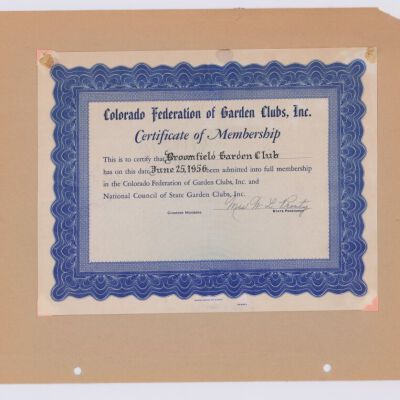 Colorado Federation of Garden Clubs, Inc.
Certificate of Membership
This is to certify that Broomfield Garden Club
has on this date June 25, 1956 been admitted into full membership
in the Colorado Federation of Garden Clubs, Inc. and
National Council of State Garden Clubs, Inc.
Mrs. W. L. Prouty
STATE PRESIDENT